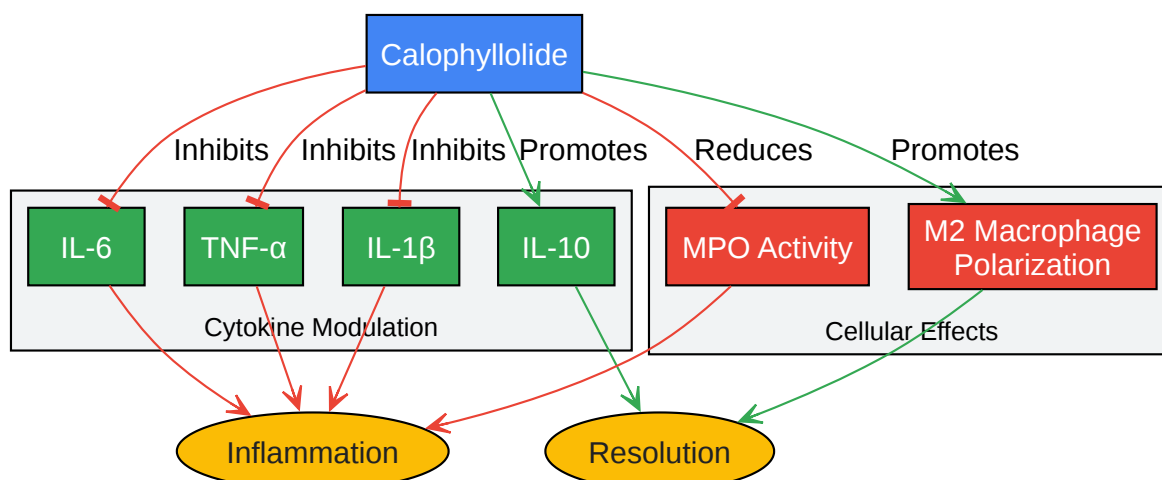 Calophyllolide
Inhibits
Inhibits
Inhibits
Promotes
Reduces
Promotes
IL-6
TNF-α
IL-1β
IL-10
MPO Activity
M2 Macrophage
Polarization
Cytokine Modulation
Cellular Effects
Inflammation
Resolution